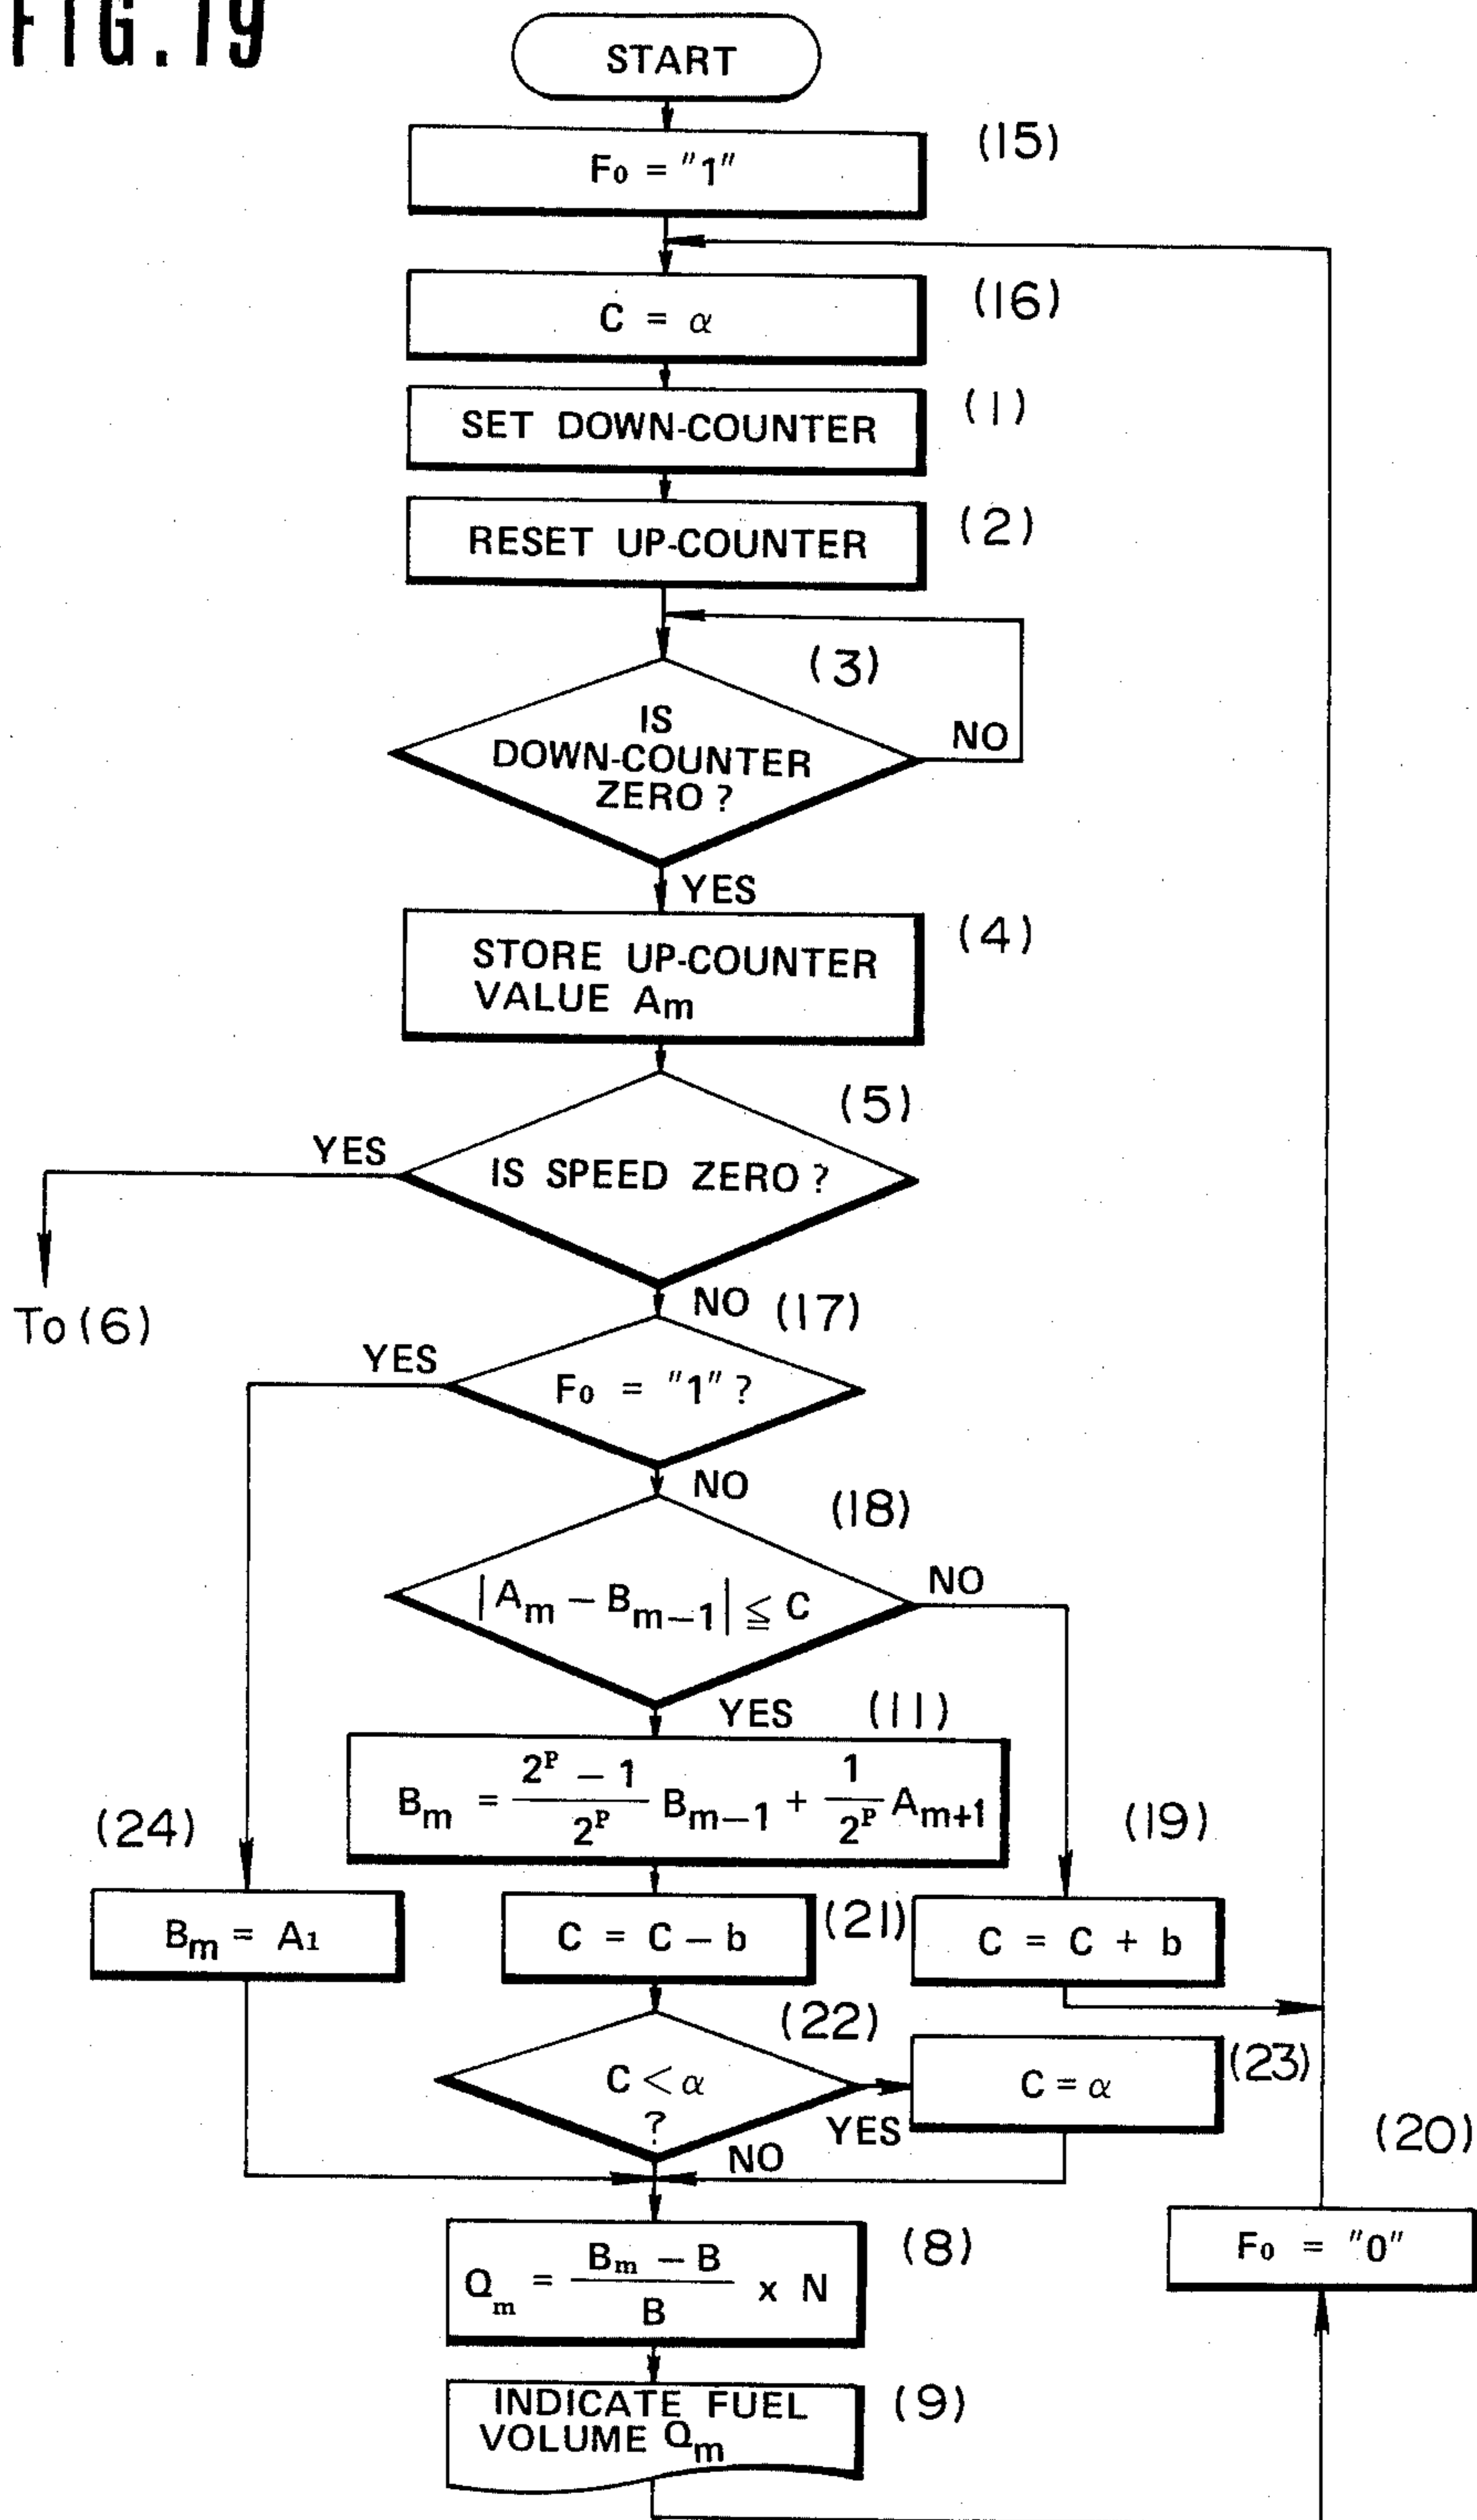 FIG. 19
START
F0 = "1"
(15)
C = α
(16)
SET DOWN-COUNTER
(1)
RESET UP-COUNTER
(2)
(3)
IS
DOWN-COUNTER
ZERO ?
NO
YES
STORE UP-COUNTER
VALUE Am
(4)
(5)
YES
IS SPEED ZERO ?
To (6)
NO
(17)
YES
F0 = "1" ?
NO
(18)
|Am − Bm−1| ≦ C
NO
YES
(11)
Bm = (2^P − 1)/2^P Bm−1 + 1/2^P Am+1
(24)
(19)
Bm = A1
C = C − b
(21)
C = C + b
(22)
C < α
?
YES
C = α
(23)
NO
(20)
F0 = "0"
Qm = (Bm − B)/B x N
(8)
INDICATE FUEL
VOLUME Qm
(9)